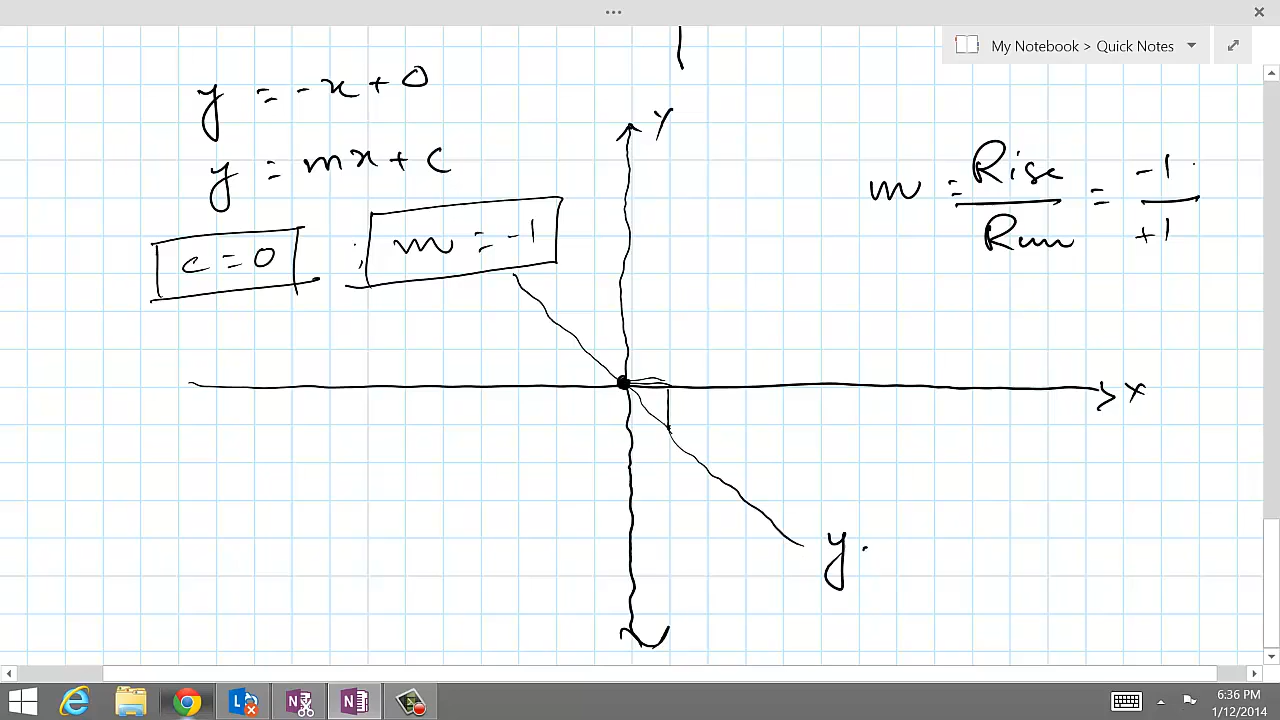 ...
My Notebook > Quick Notes
y = -x + 0
y = mx + c
c = 0 ; m = -1
m = Rise / Run = -1 / +1
Y
X
y
6:36 PM
1/12/2014